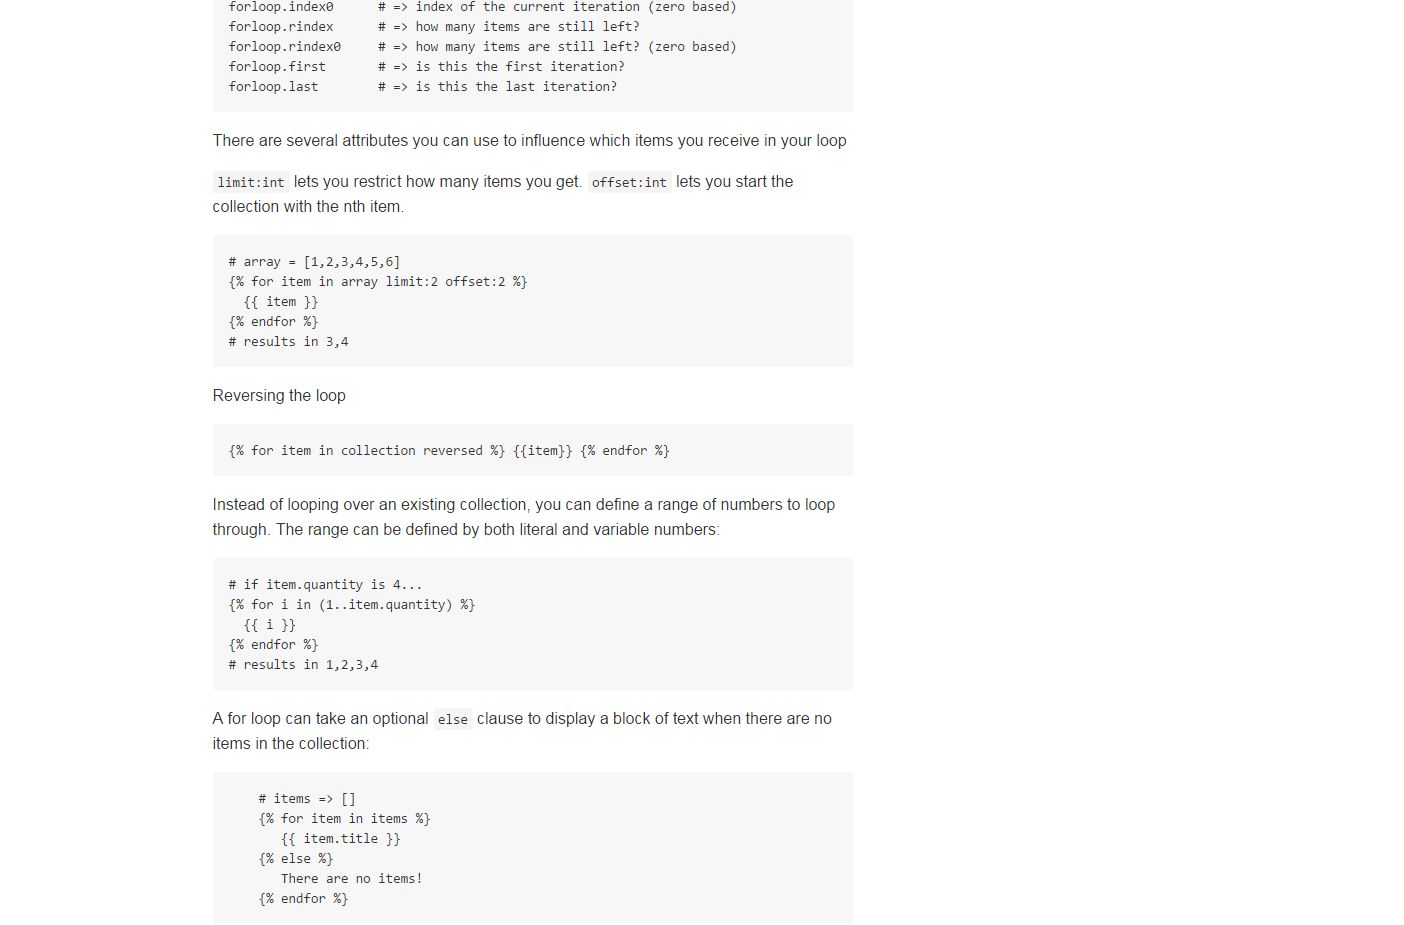 forloop.index0      # => index of the current iteration (zero based)
forloop.rindex      # => how many items are still left?
forloop.rindex0     # => how many items are still left? (zero based)
forloop.first       # => is this the first iteration?
forloop.last        # => is this the last iteration?
There are several attributes you can use to influence which items you receive in your loop
limit:int lets you restrict how many items you get. offset:int lets you start the
collection with the nth item.
# array = [1,2,3,4,5,6]
{% for item in array limit:2 offset:2 %}
  {{ item }}
{% endfor %}
# results in 3,4
Reversing the loop
{% for item in collection reversed %} {{item}} {% endfor %}
Instead of looping over an existing collection, you can define a range of numbers to loop
through. The range can be defined by both literal and variable numbers:
# if item.quantity is 4...
{% for i in (1..item.quantity) %}
  {{ i }}
{% endfor %}
# results in 1,2,3,4
A for loop can take an optional else clause to display a block of text when there are no
items in the collection:
    # items => []
    {% for item in items %}
       {{ item.title }}
    {% else %}
       There are no items!
    {% endfor %}